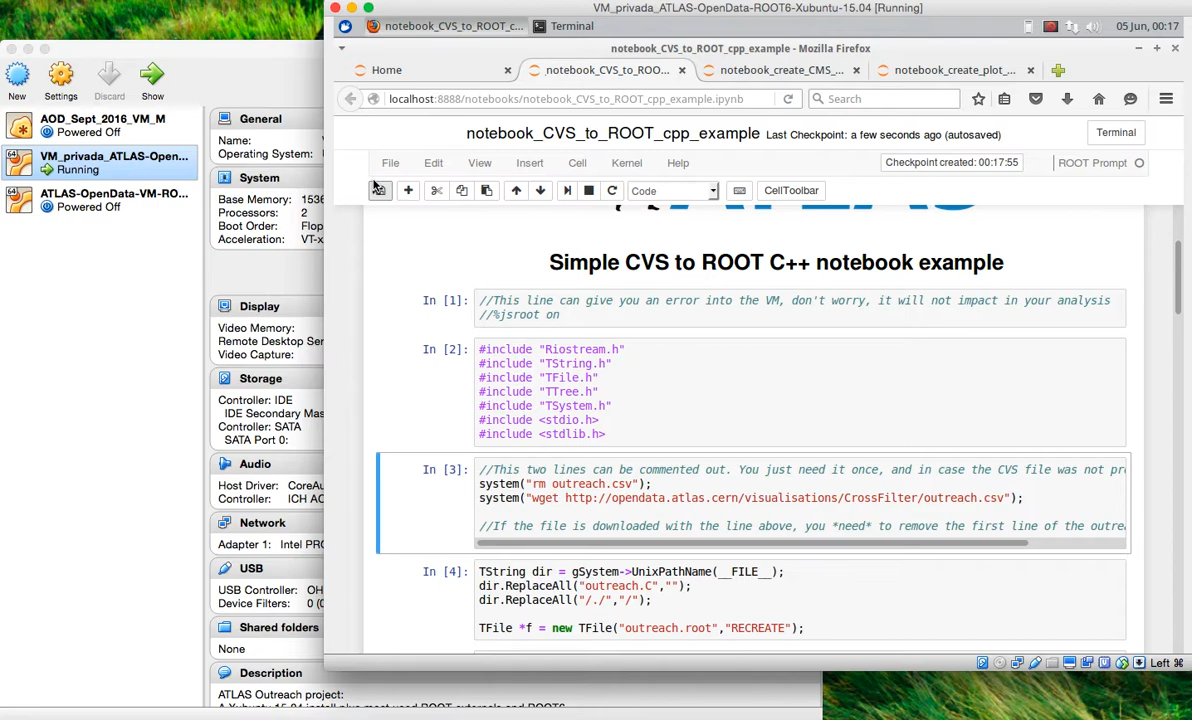 VM_privada_ATLAS-OpenData-ROOT6-Xubuntu-15.04 [Running]
notebook_CVS_to_ROOT_c...
Terminal
05 Jun, 00:17
notebook_CVS_to_ROOT_cpp_example - Mozilla Firefox
Home
notebook_CVS_to_ROO...
notebook_create_CMS_...
notebook_create_plot_...
localhost:8888/notebooks/notebook_CVS_to_ROOT_cpp_example.ipynb
Search
notebook_CVS_to_ROOT_cpp_example Last Checkpoint: a few seconds ago (autosaved)
Terminal
File Edit View Insert Cell Kernel Help
Checkpoint created: 00:17:55
ROOT Prompt
Code
CellToolbar
Simple CVS to ROOT C++ notebook example
In [1]:
//This line can give you an error into the VM, don't worry, it will not impact in your analysis
//%jsroot on
In [2]:
#include "Riostream.h"
#include "TString.h"
#include "TFile.h"
#include "TTree.h"
#include "TSystem.h"
#include <stdio.h>
#include <stdlib.h>
In [3]:
//This two lines can be commented out. You just need it once, and in case the CVS file was not pr
system("rm outreach.csv");
system("wget http://opendata.atlas.cern/visualisations/CrossFilter/outreach.csv");
//If the file is downloaded with the line above, you *need* to remove the first line of the outrea
In [4]:
TString dir = gSystem->UnixPathName(__FILE__);
dir.ReplaceAll("outreach.C","");
dir.ReplaceAll("/./","/");
TFile *f = new TFile("outreach.root","RECREATE");
Left ⌘
New
Settings
Discard
Show
AOD_Sept_2016_VM_M
Powered Off
VM_privada_ATLAS-Open...
Running
ATLAS-OpenData-VM-RO...
Powered Off
General
Name:
Operating System:
System
Base Memory: 1536
Processors: 2
Boot Order: Flop
Acceleration: VT-x
Display
Video Memory:
Remote Desktop Ser
Video Capture:
Storage
Controller: IDE
IDE Secondary Mas
Controller: SATA
SATA Port 0:
Audio
Host Driver: CoreAu
Controller: ICH AC
Network
Adapter 1: Intel PRO
USB
USB Controller: OH
Device Filters: 0 (0
Shared folders
None
Description
ATLAS Outreach project: